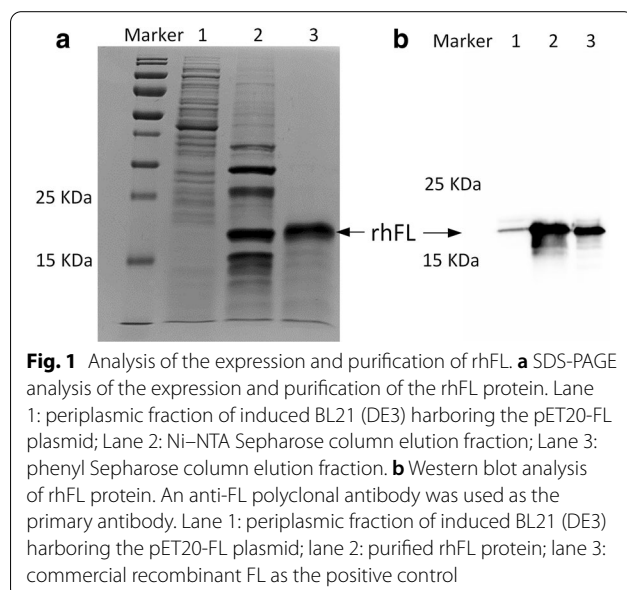 a Marker 1 2 3 b Marker 1 2 3
25 KDa
25 KDa
rhFL
15 KDa
15 KDa
Fig. 1 Analysis of the expression and purification of rhFL. a SDS-PAGE
analysis of the expression and purified of the rhFL protein. Lane
1: periplasmic fraction of induced BL21 (DE3) harboring the pET20-FL
plasmid; Lane 2: Ni–NTA Sepharose column elution fraction; Lane 3:
phenyl Sepharose column elution fraction. b Western blot analysis
of rhFL protein. An anti-FL polyclonal antibody was used as the
primary antibody. Lane 1: periplasmic fraction of induced BL21 (DE3)
harboring the pET20-FL plasmid; lane 2: purified rhFL protein; lane 3:
commercial recombinant FL as the positive control